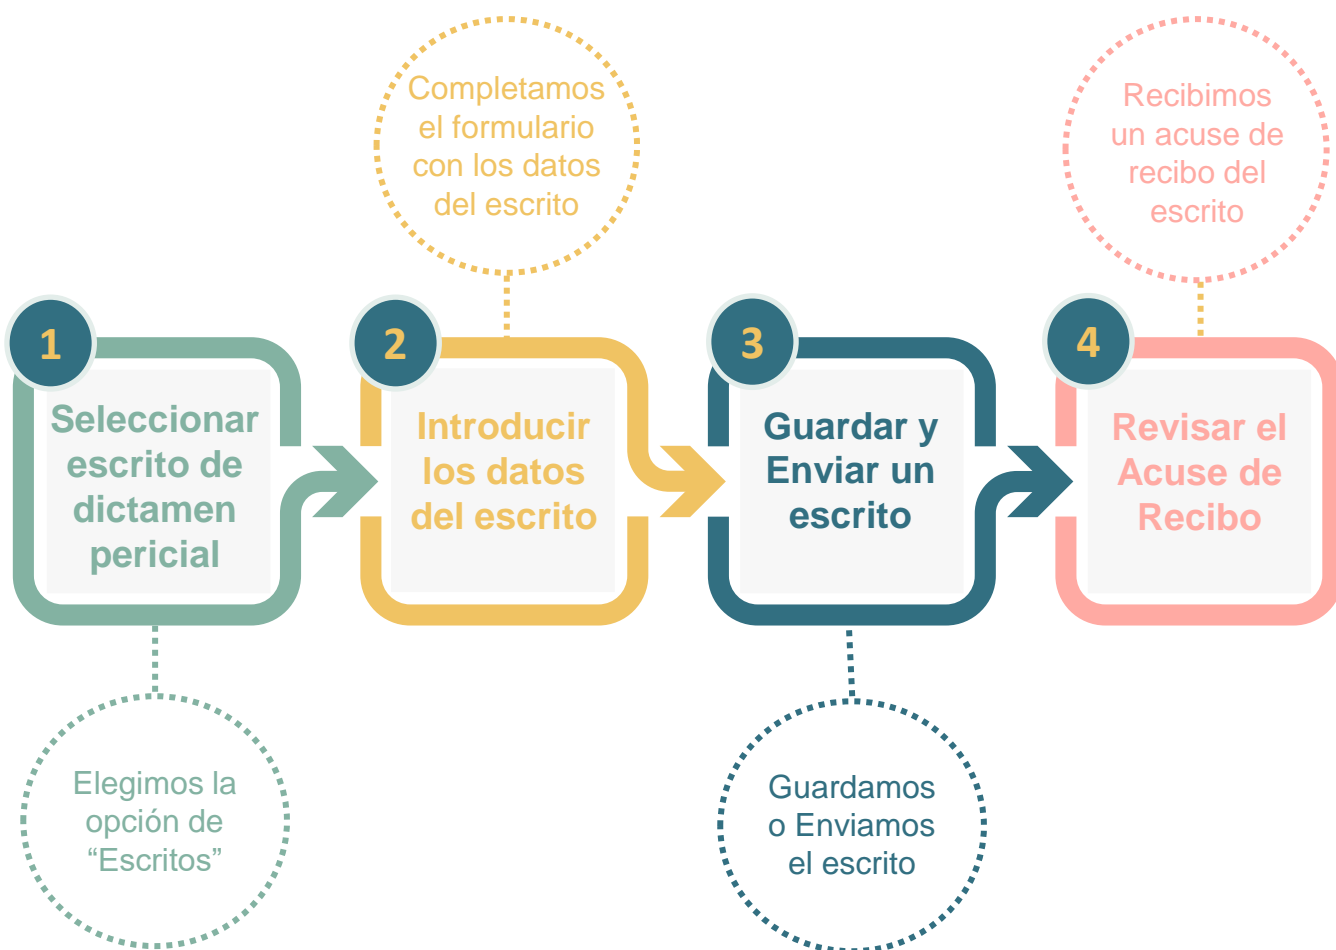 1
Seleccionar
escrito de
dictamen
pericial
Elegimos la
opción de
“Escritos”
2
Introducir
los datos
del escrito
Completamos
el formulario
con los datos
del escrito
3
Guardar y
Enviar un
escrito
Guardamos
o Enviamos
el escrito
4
Revisar el
Acuse de
Recibo
Recibimos
un acuse de
recibo del
escrito